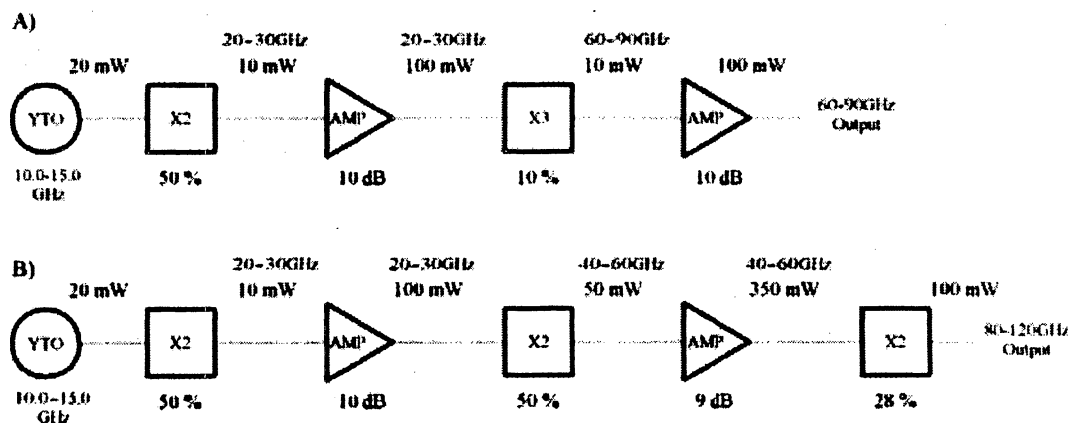 A)
20-30GHz 20-30GHz 60-90GHz
20 mW 10 mW 100 mW 10 mW 100 mW
YTO X2 AMP X3 AMP 60-90GHz
Output
10.0-15.0
GHz
50 % 10 dB 10 % 10 dB
B)
20-30GHz 20-30GHz 40-60GHz 40-60GHz
20 mW 10 mW 100 mW 50 mW 350 mW 100 mW
YTO X2 AMP X2 AMP X2 80-120GHz
Output
10.0-15.0
GHz
50 % 10 dB 50 % 9 dB 28 %